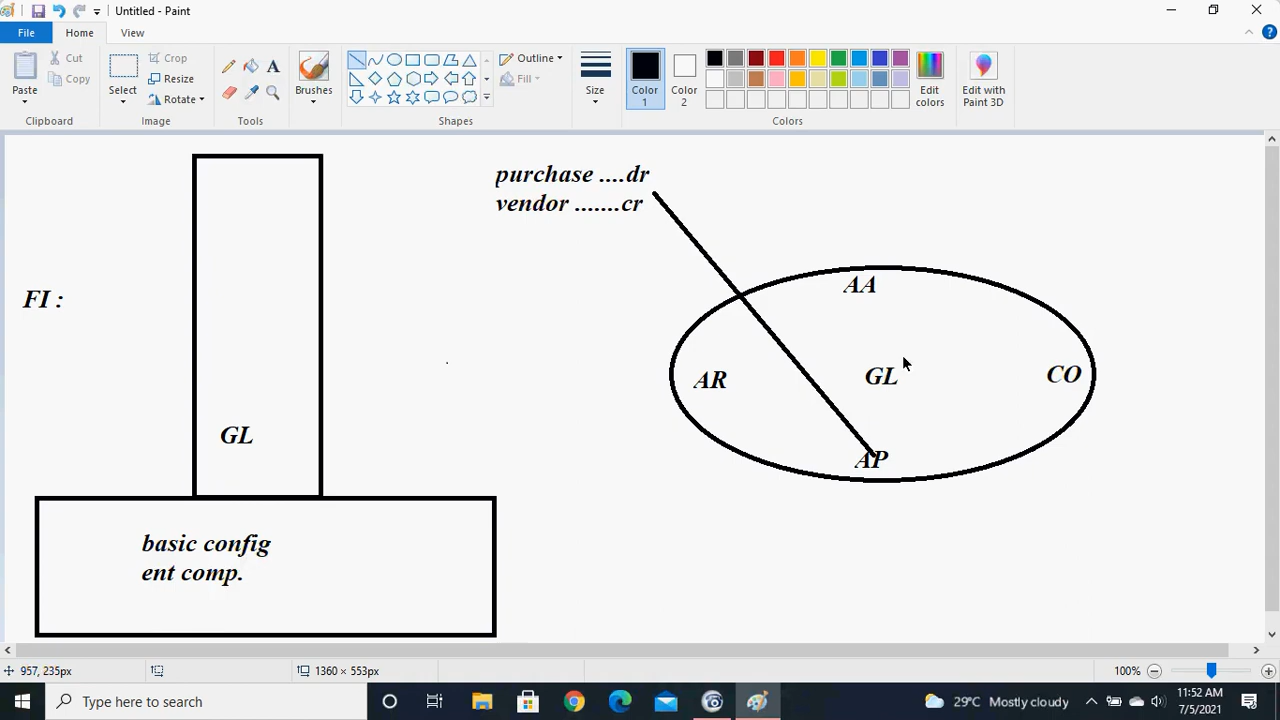 Untitled - Paint
File
Home
View
Paste
Cut
Copy
Clipboard
Select
Crop
Resize
Rotate
Image
Tools
Brushes
Shapes
Outline
Fill
Size
Color 1
Color 2
Edit colors
Colors
Edit with Paint 3D
purchase ....dr
vendor .......cr
AA
FI :
AR
GL
CO
GL
AP
basic config
ent comp.
957, 235px
1360 × 553px
100%
Type here to search
29°C Mostly cloudy
11:52 AM
7/5/2021